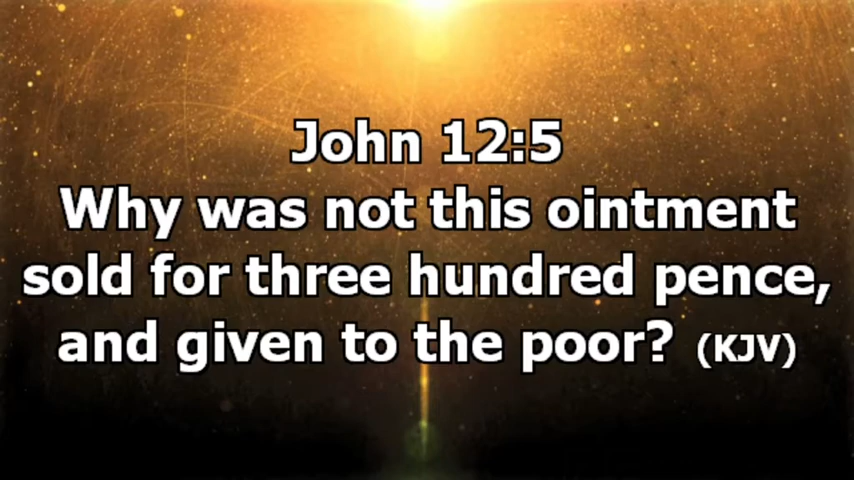 John 12:5
Why was not this ointment
sold for three hundred pence,
and given to the poor? (KJV)